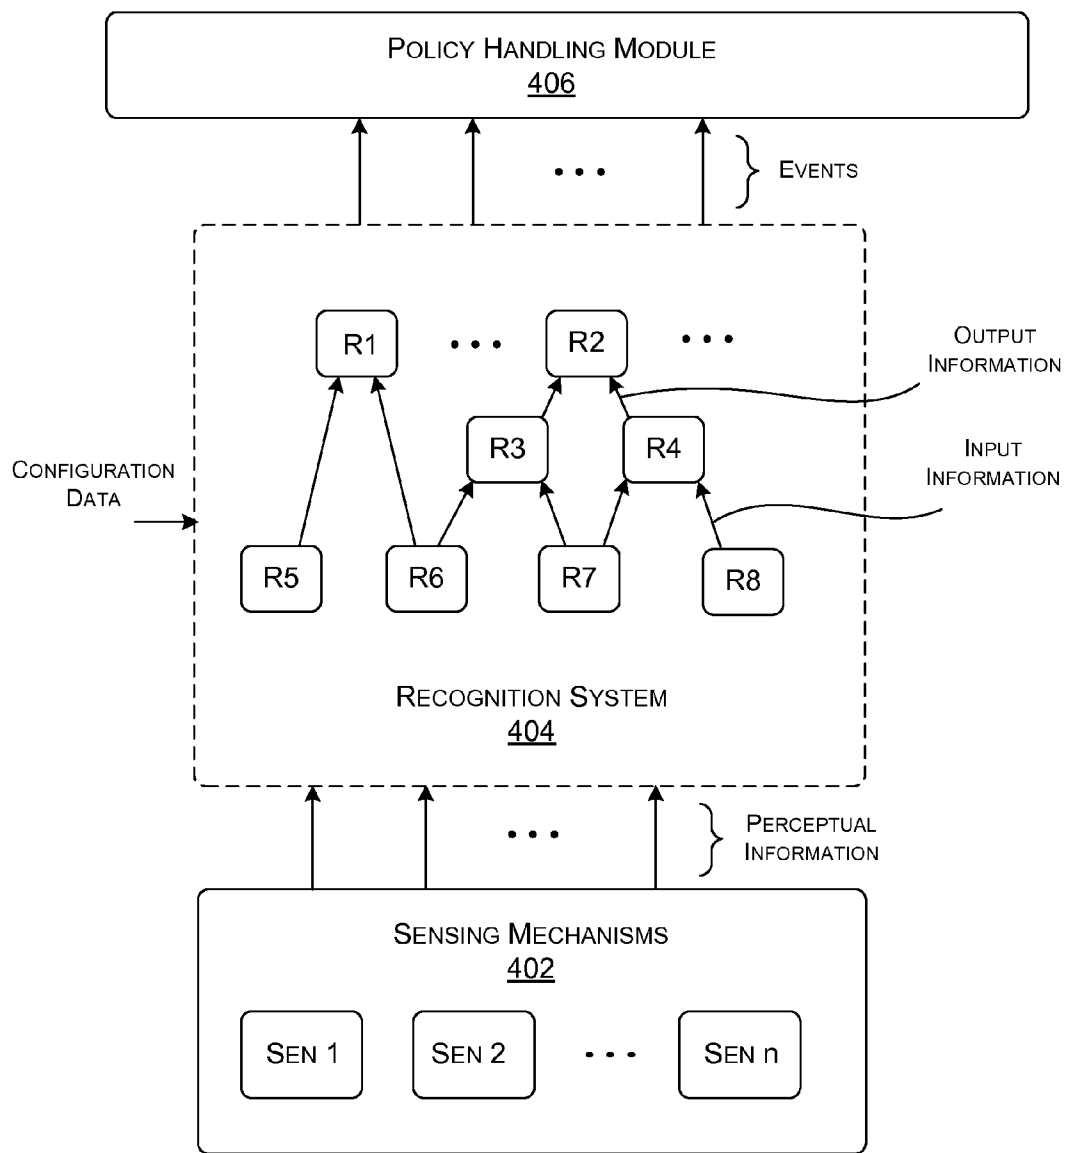 POLICY HANDLING MODULE
406
EVENTS
R1
R2
OUTPUT
INFORMATION
R3
R4
INPUT
INFORMATION
CONFIGURATION
DATA
R5
R6
R7
R8
RECOGNITION SYSTEM
404
PERCEPTUAL
INFORMATION
SENSING MECHANISMS
402
SEN 1
SEN 2
SEN n